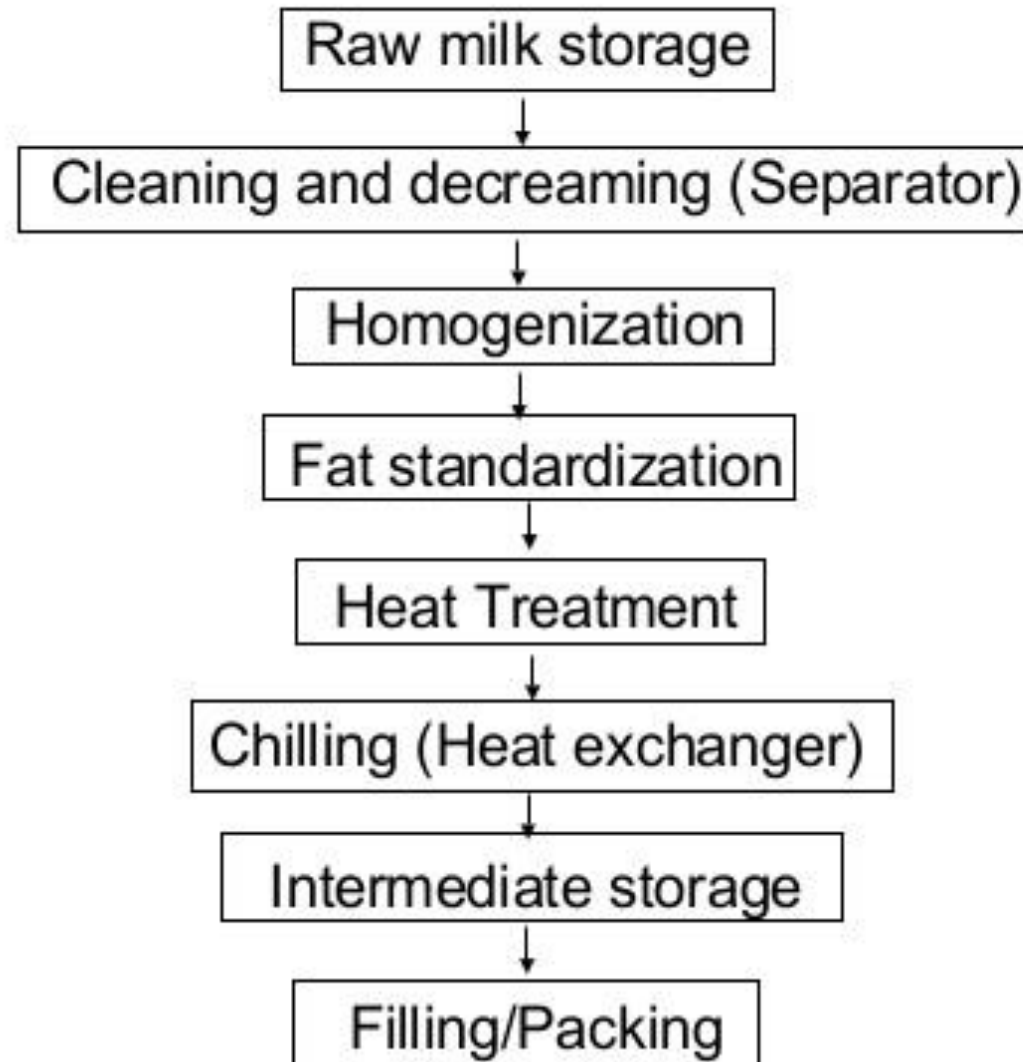 Raw milk storage
Cleaning and decreaming (Separator)
Homogenization
Fat standardization
Heat Treatment
Chilling (Heat exchanger)
Intermediate storage
Filling/Packing